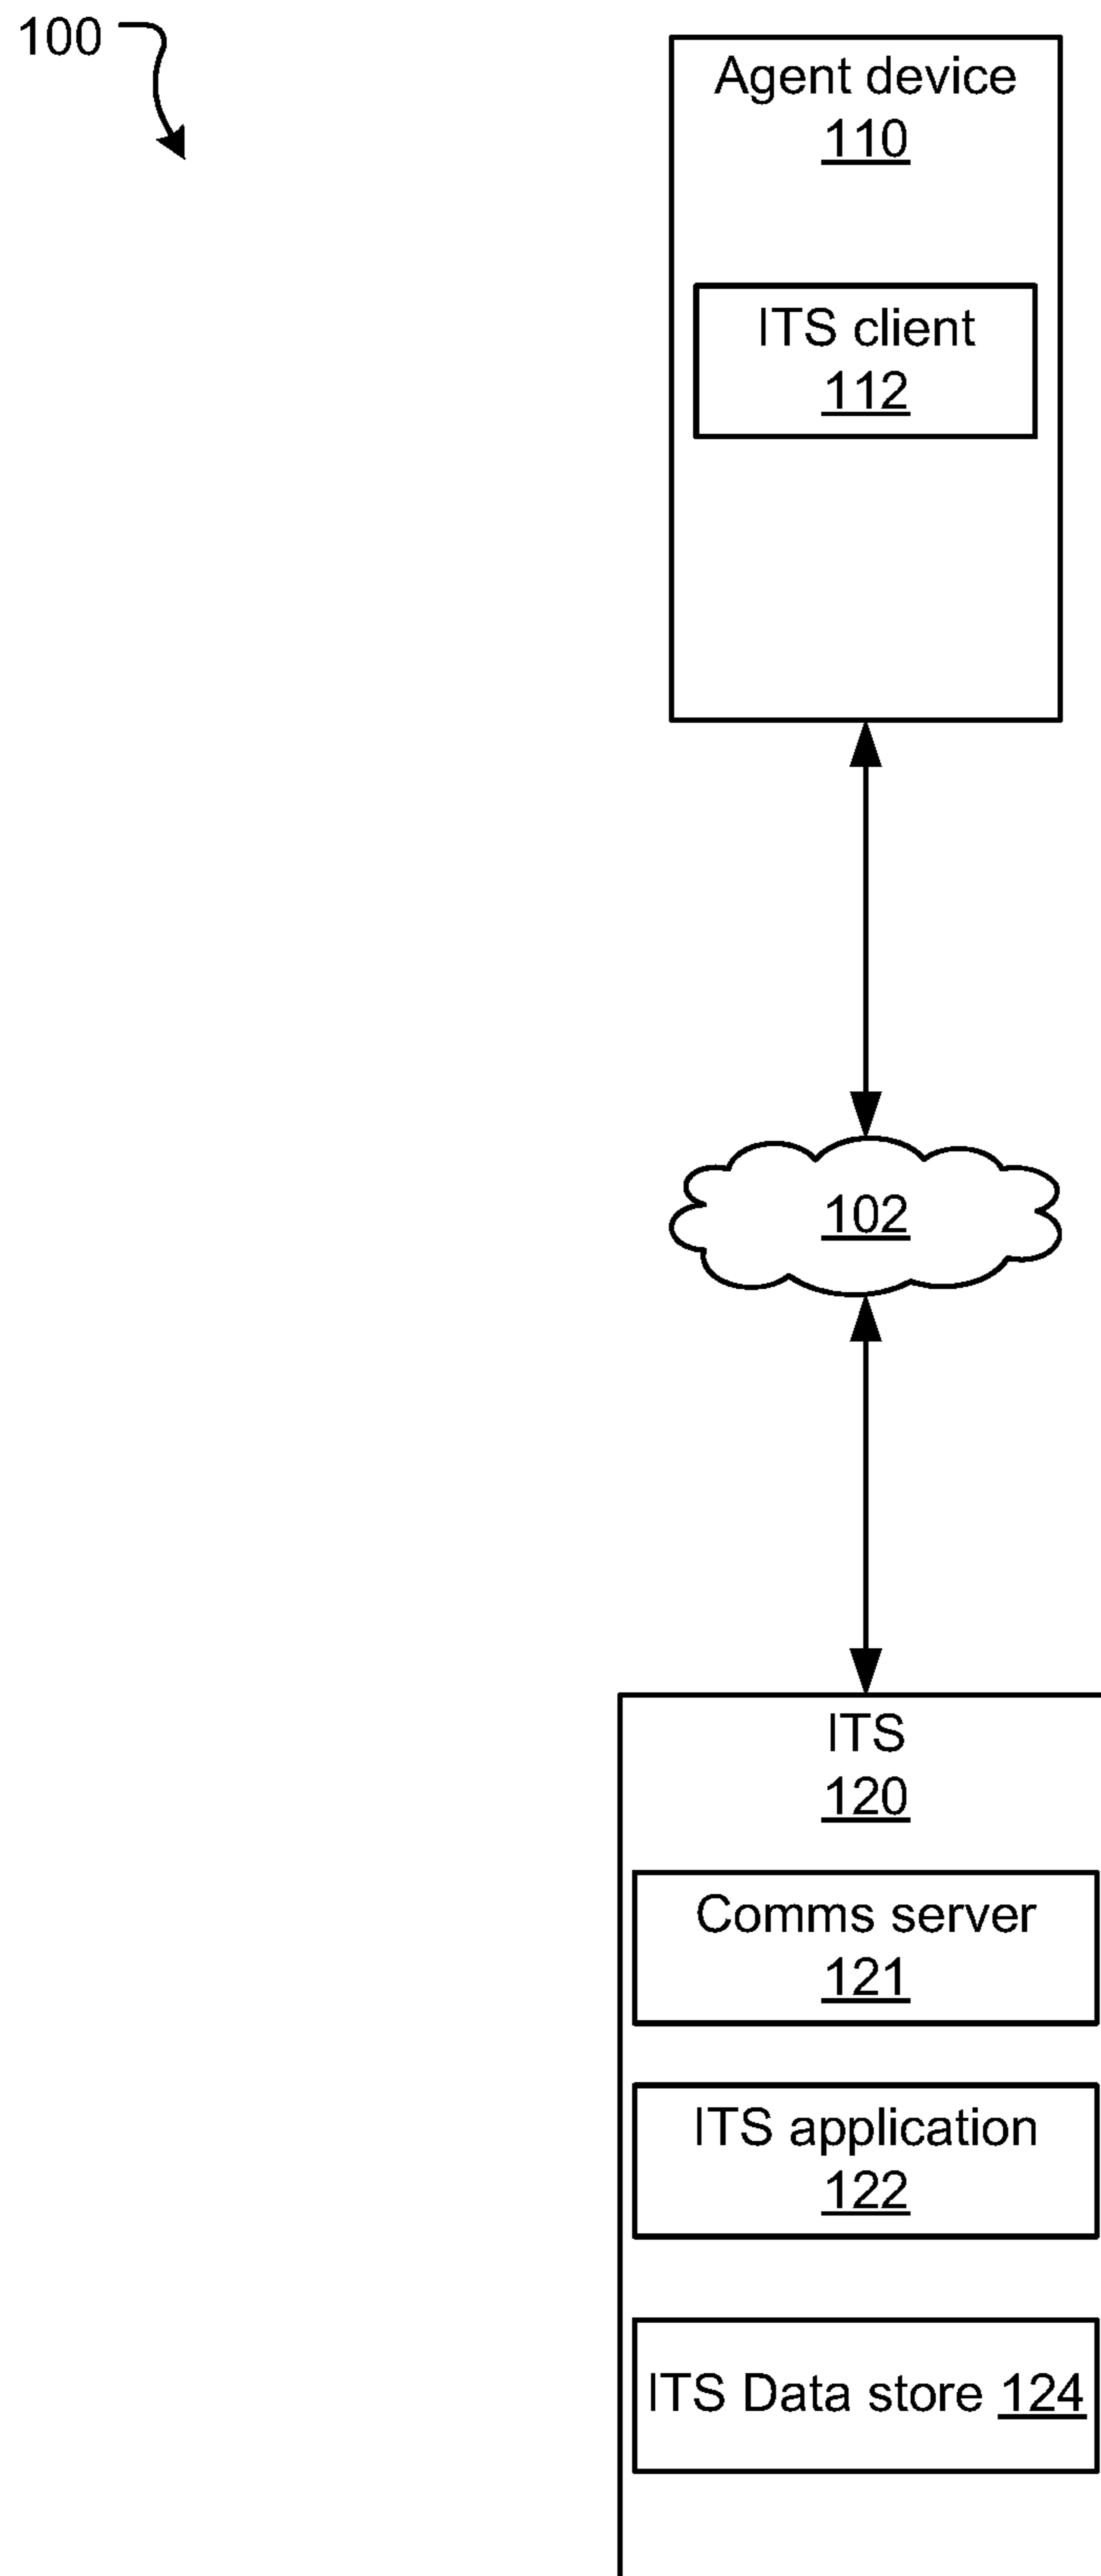 100
Agent device
110
ITS client
112
102
ITS
120
Comms server
121
ITS application
122
ITS Data store 124